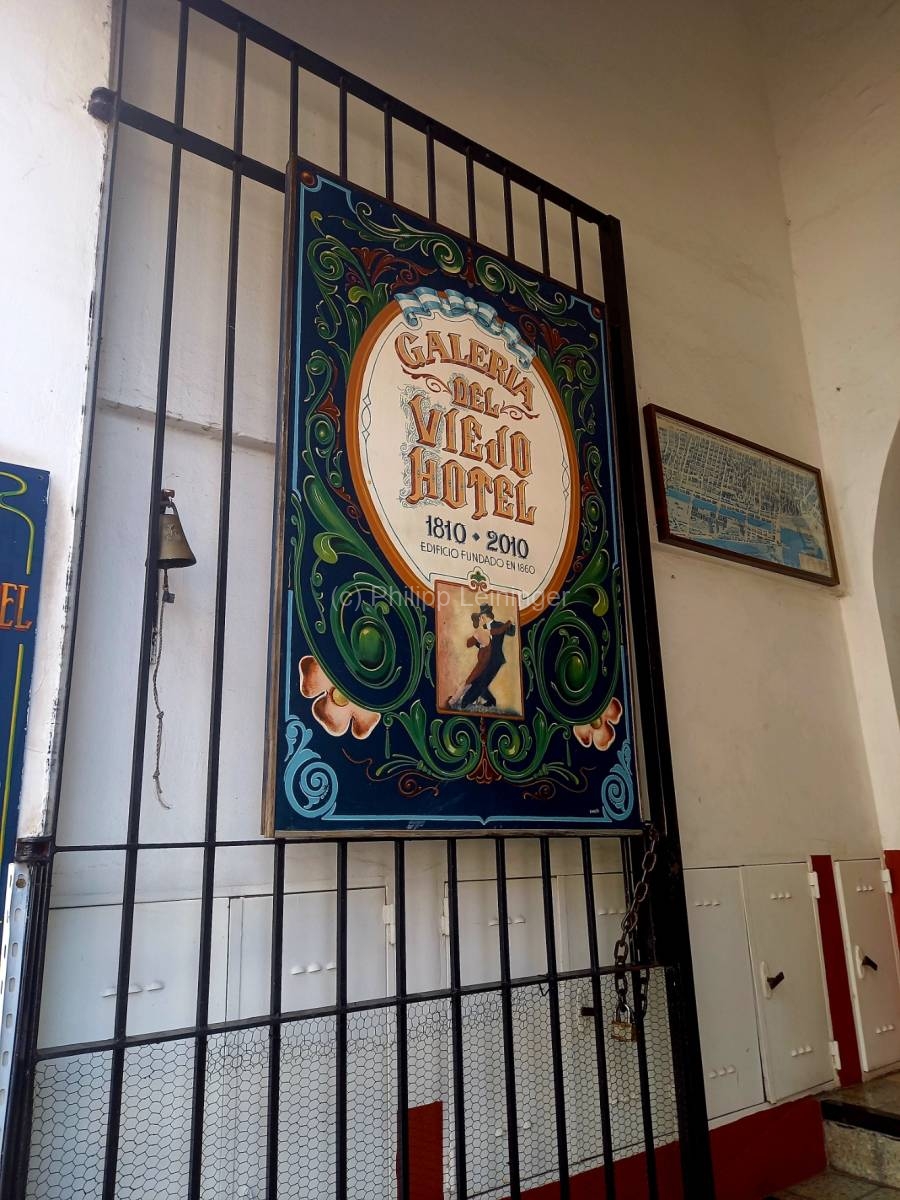 GALERIA
DEL
VIEJO
HOTEL
1810 • 2010
EDIFICIO FUNDADO EN 1860
(c) Philipp Leininger
EL